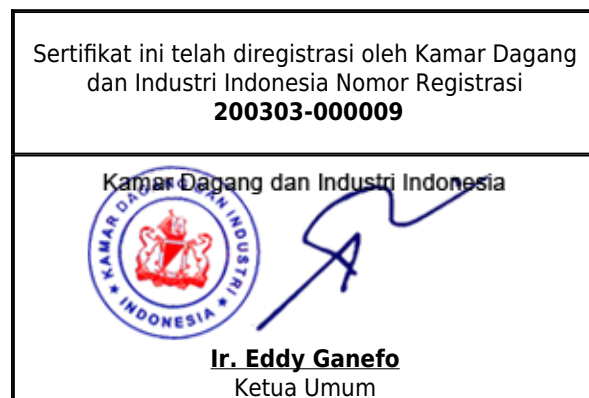 Sertifikat ini telah diregistrasi oleh Kamar Dagang
dan Industri Indonesia Nomor Registrasi
200303-000009
Kamar Dagang dan Industri Indonesia
KAMAR DAGANG DAN INDUSTRI
INDONESIA
Ir. Eddy Ganefo
Ketua Umum